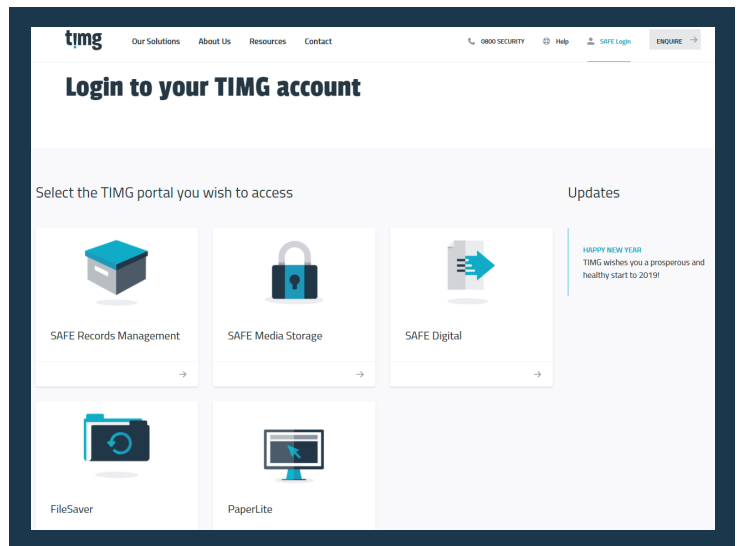 timg
Our Solutions About Us Resources Contact 0800 SECURITY Help SAFE Login ENQUIRE →
Login to your TIMG account
Select the TIMG portal you wish to access
SAFE Records Management →
SAFE Media Storage →
SAFE Digital →
FileSaver
PaperLite
Updates
HAPPY NEW YEAR
TIMG wishes you a prosperous and
healthy start to 2019!